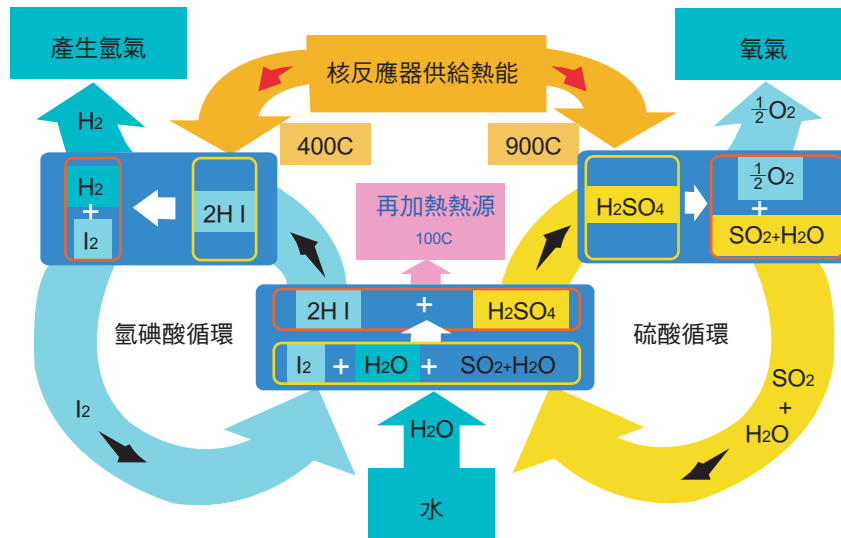 產生氫氣
核反應器供給熱能
氧氣
H2
½O2
400C
900C
H2
+
I2
2H I
再加熱熱源
100C
H2SO4
½O2
+
SO2+H2O
2H I + H2SO4
氫碘酸循環
硫酸循環
I2 + H2O + SO2+H2O
I2
SO2
+
H2O
H2O
水